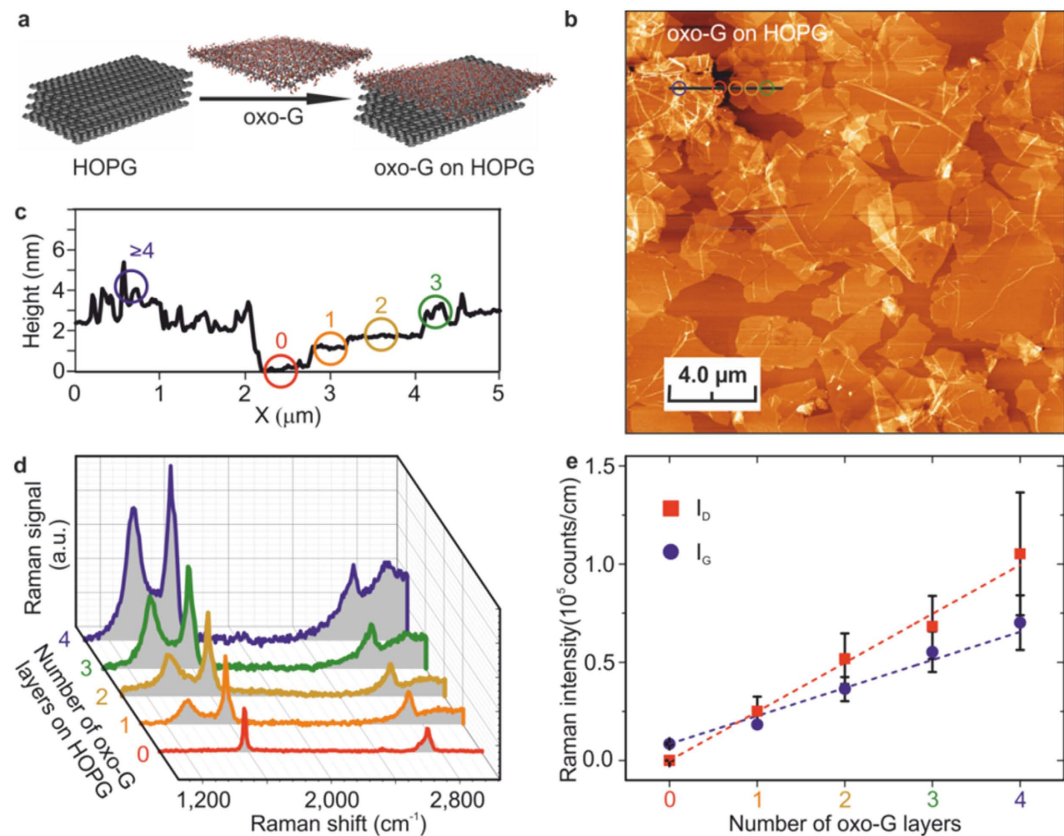 a
HOPG
oxo-G
oxo-G on HOPG
b
oxo-G on HOPG
4.0 μm
c
Height (nm)
6
4
2
0
≥4
0
1
2
3
0 1 2 3 4 5
X (μm)
d
Raman signal
(a.u.)
4
3
2
1
0
Number of oxo-G
layers on HOPG
1,200 2,000 2,800
Raman shift (cm⁻¹)
e
Raman intensity(10⁵ counts/cm)
1.5
1.0
0.5
0.0
I_D
I_G
0 1 2 3 4
Number of oxo-G layers